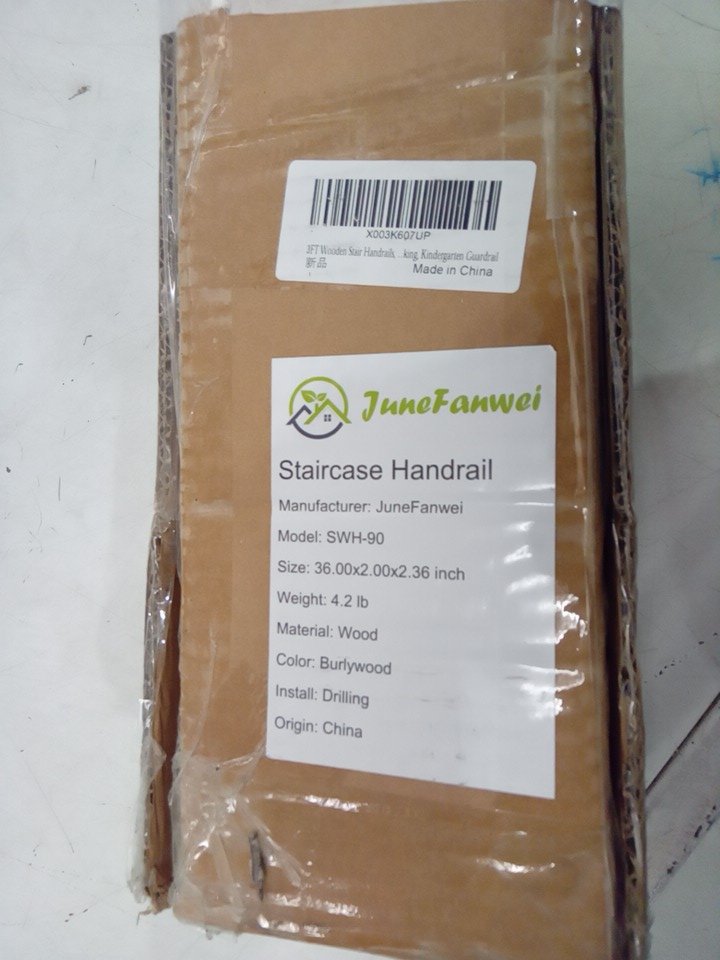 X003K607UP
3FT Wooden Stair Handrails, ...king, Kindergarten Guardrail
新品
Made in China
JuneFanwei
Staircase Handrail
Manufacturer: JuneFanwei
Model: SWH-90
Size: 36.00x2.00x2.36 inch
Weight: 4.2 lb
Material: Wood
Color: Burlywood
Install: Drilling
Origin: China